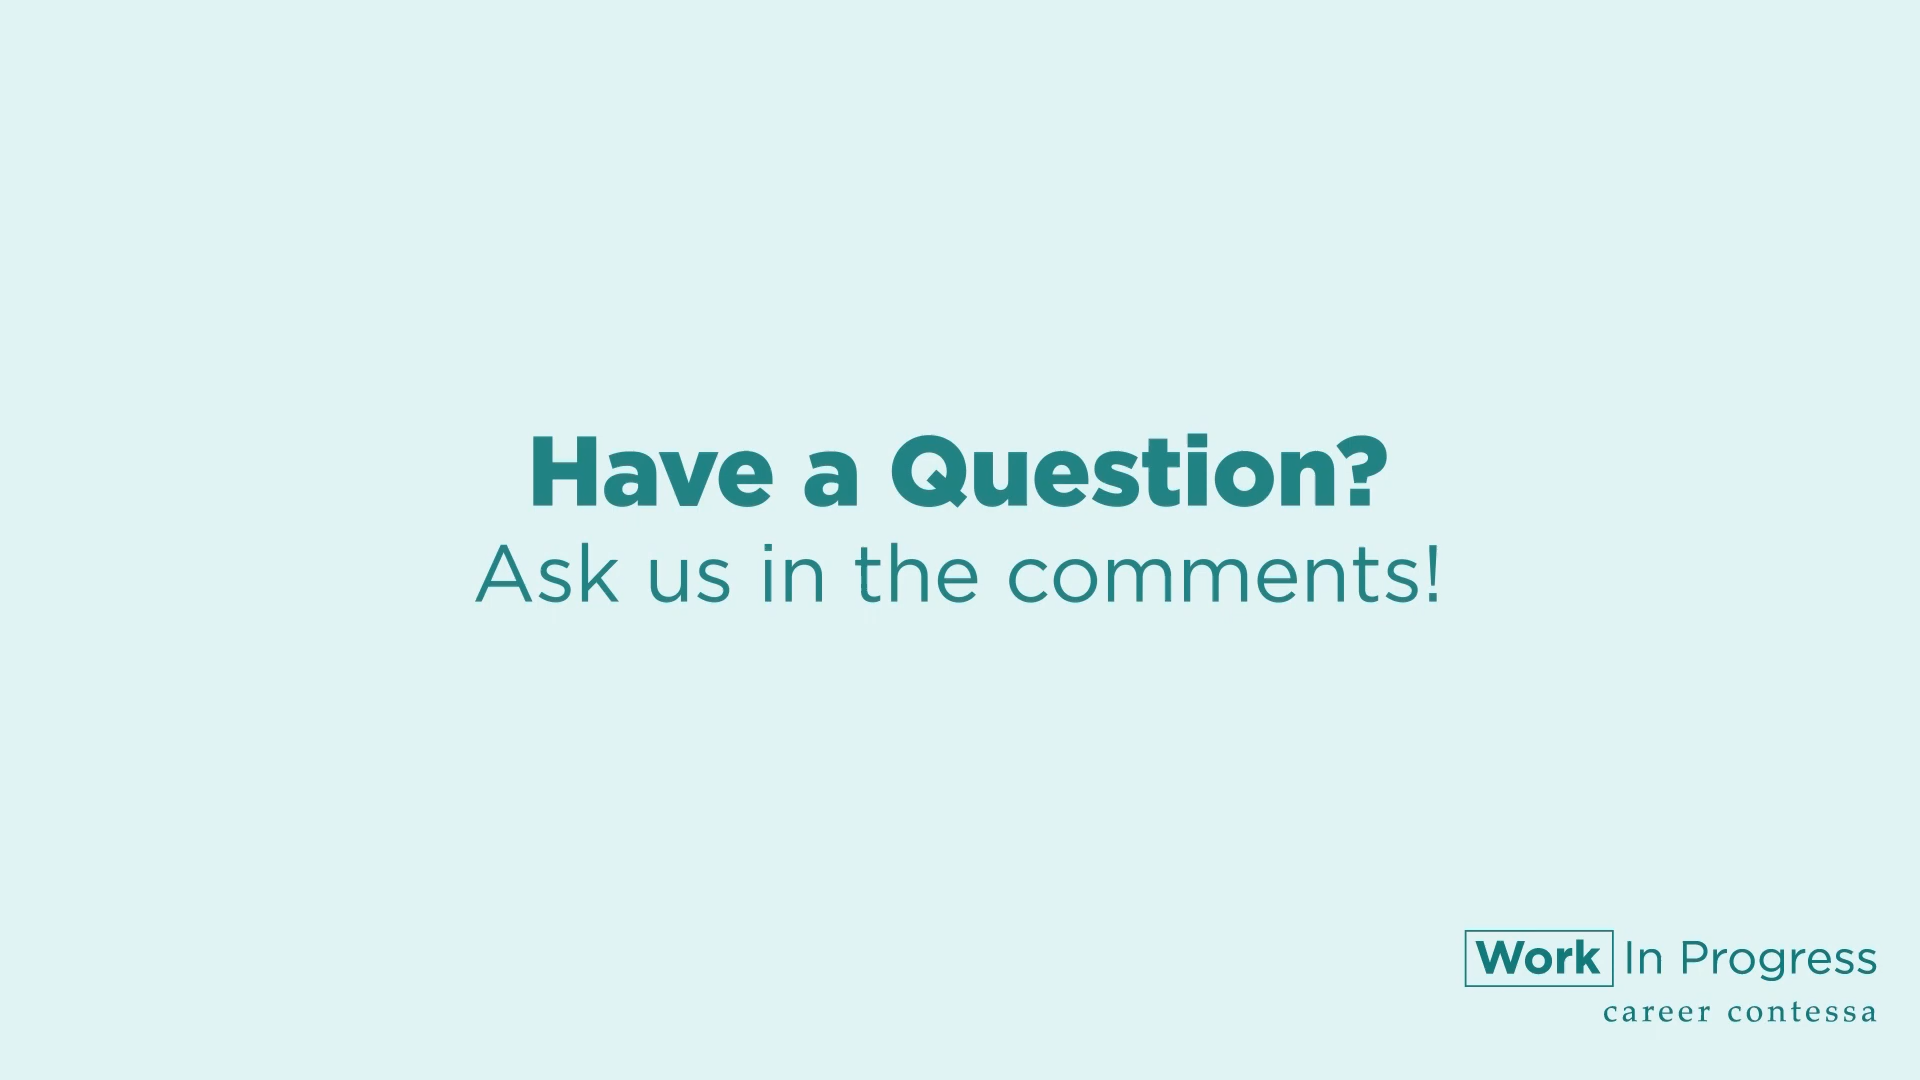 Have a Question?
Ask us in the comments!
Work In Progress
career contessa